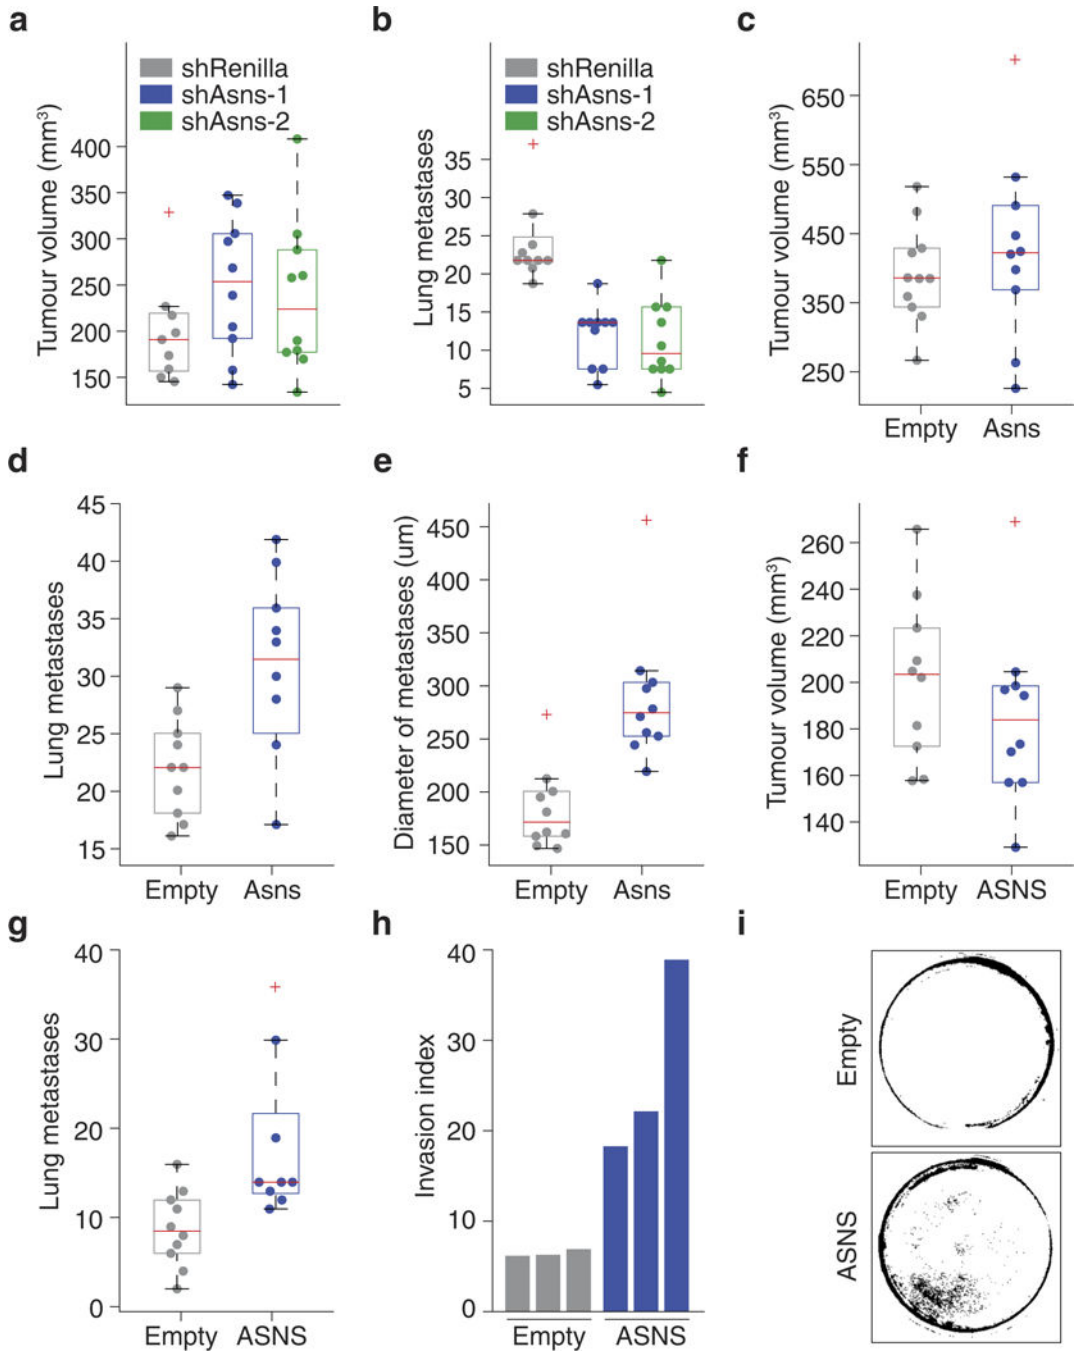 a
shRenilla
shAsns-1
shAsns-2
Tumour volume (mm³)
400
350
300
250
200
150
b
shRenilla
shAsns-1
shAsns-2
Lung metastases
35
30
25
20
15
10
5
c
Tumour volume (mm³)
650
550
450
350
250
Empty Asns
d
Lung metastases
45
40
35
30
25
20
15
Empty Asns
e
Diameter of metastases (um)
450
400
350
300
250
200
150
Empty Asns
f
Tumour volume (mm³)
260
240
220
200
180
160
140
Empty ASNS
g
Lung metastases
40
30
20
10
0
Empty ASNS
h
Invasion index
40
30
20
10
0
Empty ASNS
i
Empty
ASNS